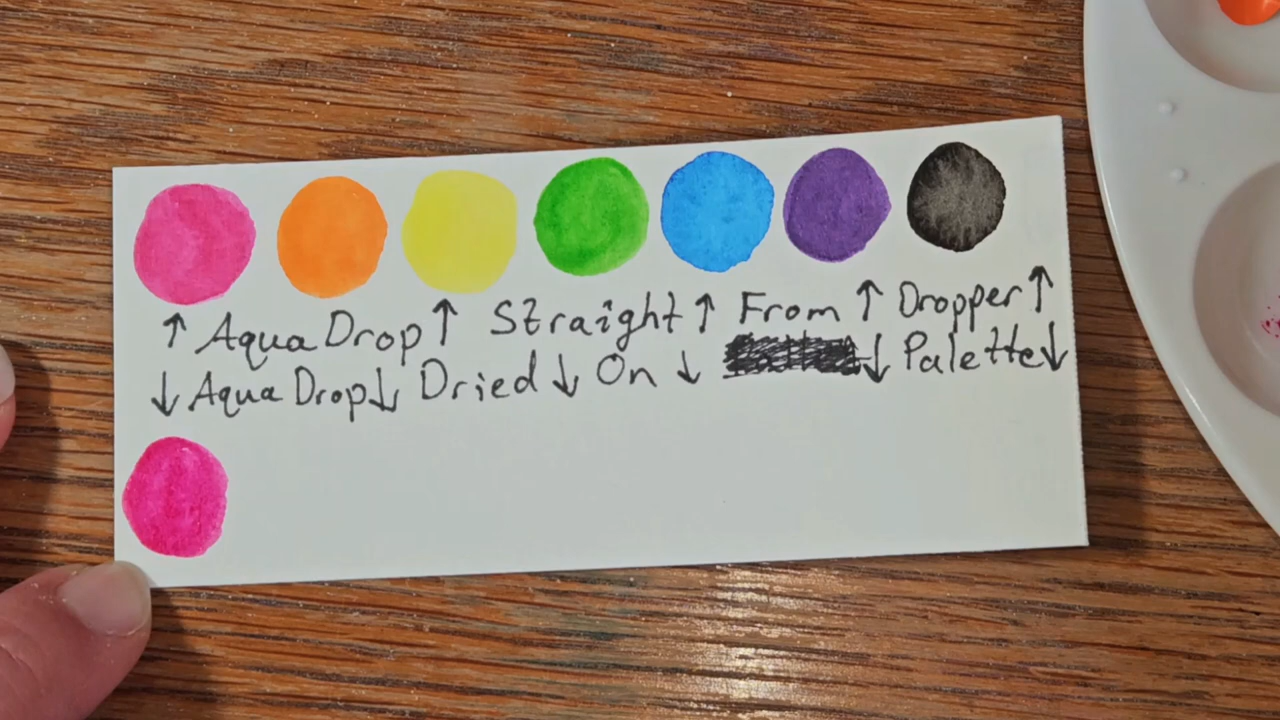 ↑ Aqua Drop ↑ Straight ↑ From ↑ Dropper ↑
↓ Aqua Drop ↓ Dried ↓ On ↓ ↓ Palette ↓